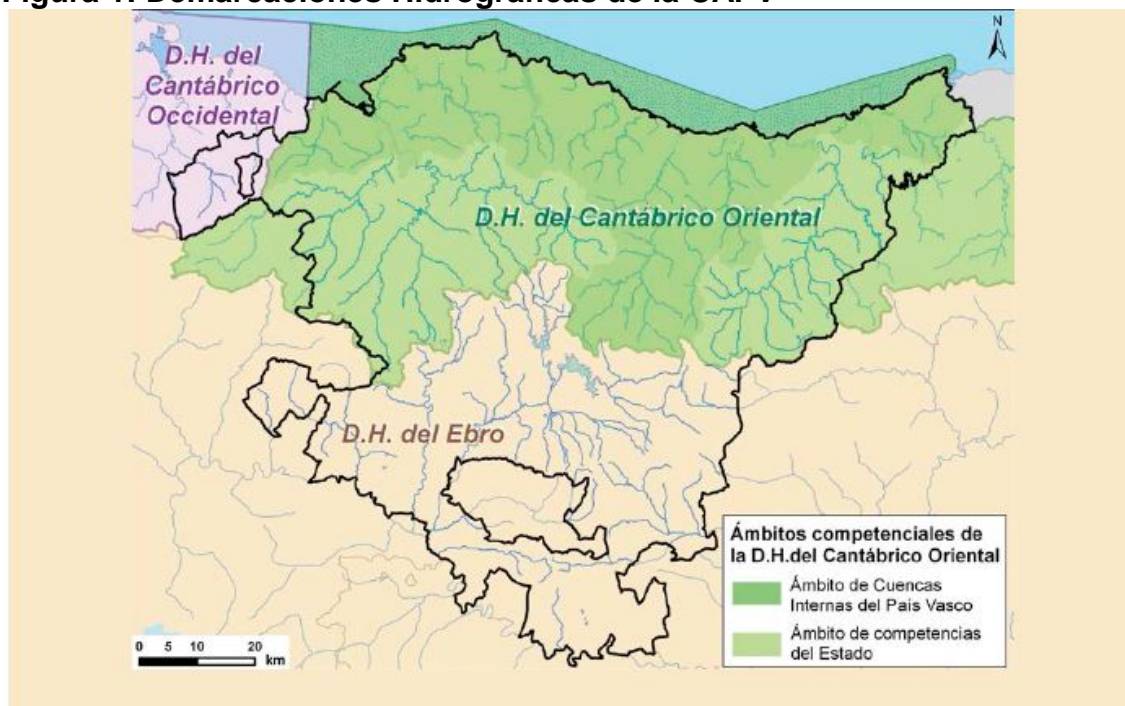 Figura 1. Demarcaciones Hidrográficas de la CAPV
N
D.H. del
Cantábrico
Occidental
D.H. del Cantábrico Oriental
D.H. del Ebro
Ámbitos competenciales de
la D.H.del Cantábrico Oriental
Ámbito de Cuencas
Internas del País Vasco
Ámbito de competencias
del Estado
0 5 10 20
km